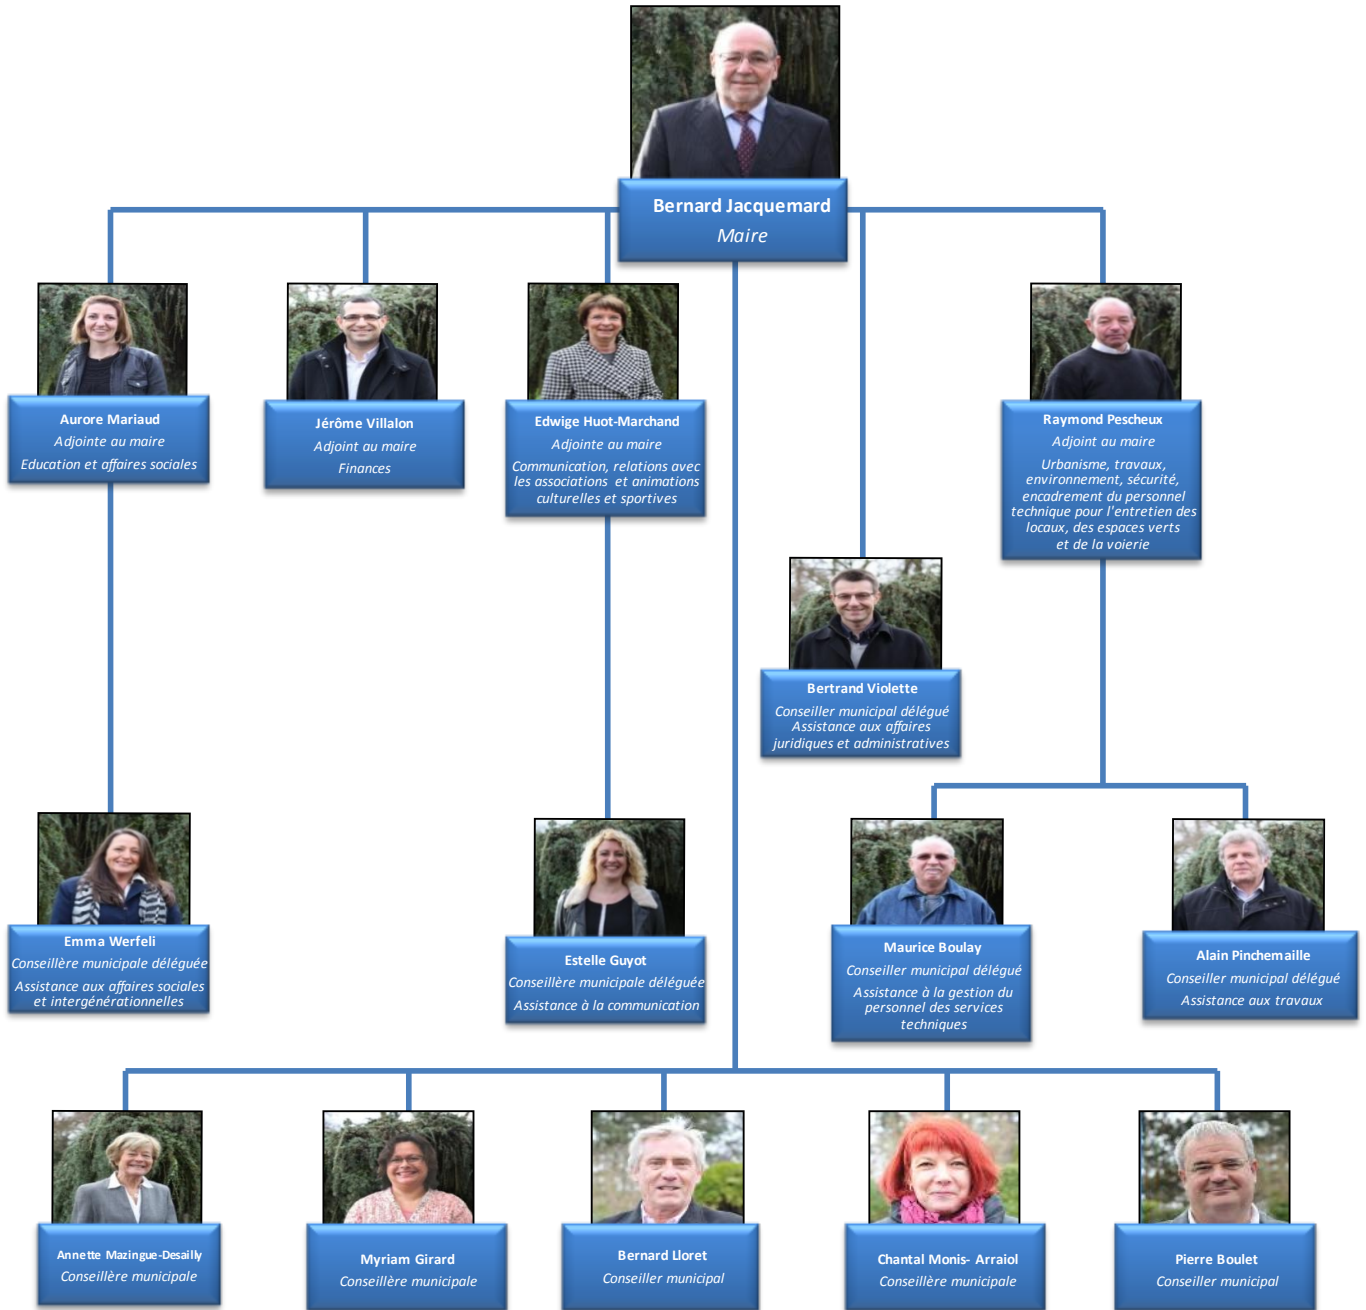 Bernard Jacquemard
Maire
Aurore Mariaud
Adjointe au maire
Education et affaires sociales
Jérôme Villalon
Adjoint au maire
Finances
Edwige Huot-Marchand
Adjointe au maire
Communication, relations avec
les associations et animations
culturelles et sportives
Raymond Pescheux
Adjoint au maire
Urbanisme, travaux,
environnement, sécurité,
encadrement du personnel
technique pour l'entretien des
locaux, des espaces verts
et de la voierie
Bertrand Violette
Conseiller municipal délégué
Assistance aux affaires
juridiques et administratives
Emma Werfeli
Conseillère municipale déléguée
Assistance aux affaires sociales
et intergénérationnelles
Estelle Guyot
Conseillère municipale déléguée
Assistance à la communication
Maurice Boulay
Conseiller municipal délégué
Assistance à la gestion du
personnel des services
techniques
Alain Pinchemaille
Conseiller municipal délégué
Assistance aux travaux
Annette Mazingue-Desailly
Conseillère municipale
Myriam Girard
Conseillère municipale
Bernard Lloret
Conseiller municipal
Chantal Monis- Arraiol
Conseillère municipale
Pierre Boulet
Conseiller municipal